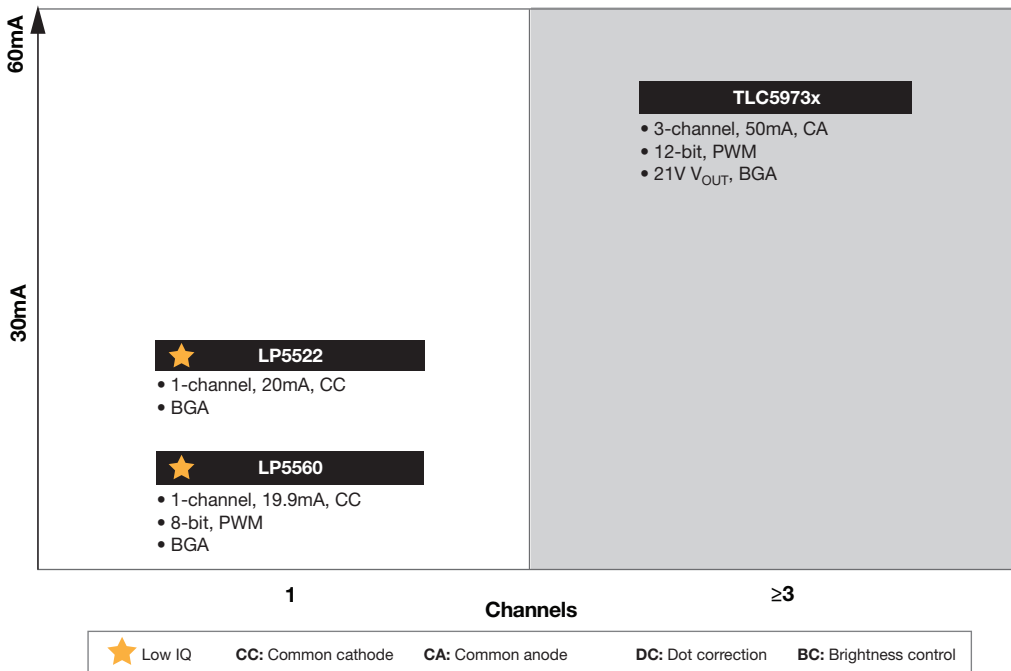 60mA
TLC5973x
• 3-channel, 50mA, CA
• 12-bit, PWM
• 21V VOUT, BGA
30mA
LP5522
• 1-channel, 20mA, CC
• BGA
LP5560
• 1-channel, 19.9mA, CC
• 8-bit, PWM
• BGA
1
≥3
Channels
Low IQ CC: Common cathode CA: Common anode DC: Dot correction BC: Brightness control